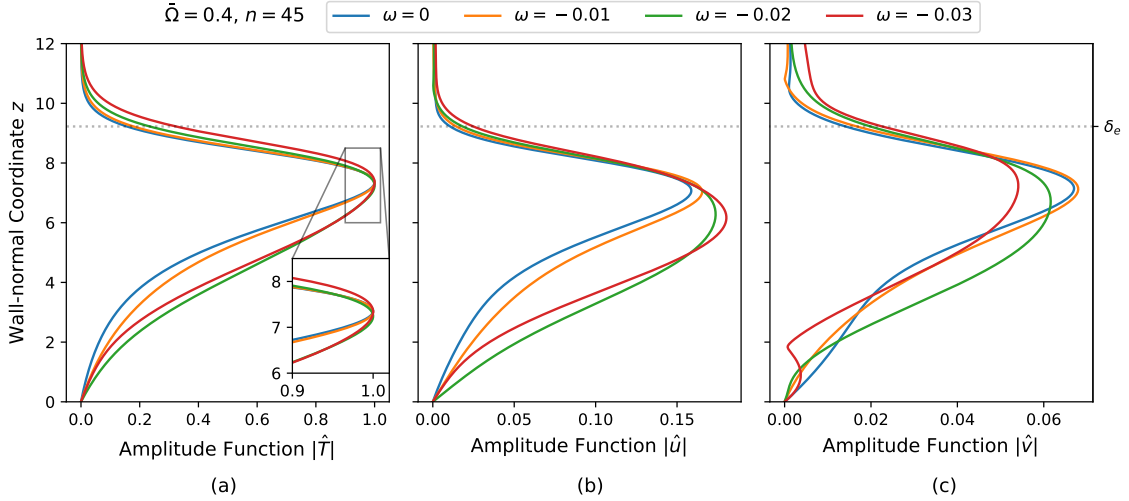 Ω̄ = 0.4, n = 45
ω = 0
ω = −0.01
ω = −0.02
ω = −0.03
Wall-normal Coordinate z
12
10
8
6
4
2
0
8
7
6
0.9
1.0
0.0
0.2
0.4
0.6
0.8
1.0
Amplitude Function |T̂|
(a)
0.00
0.05
0.10
0.15
Amplitude Function |û|
(b)
δₑ
0.00
0.02
0.04
0.06
Amplitude Function |v̂|
(c)